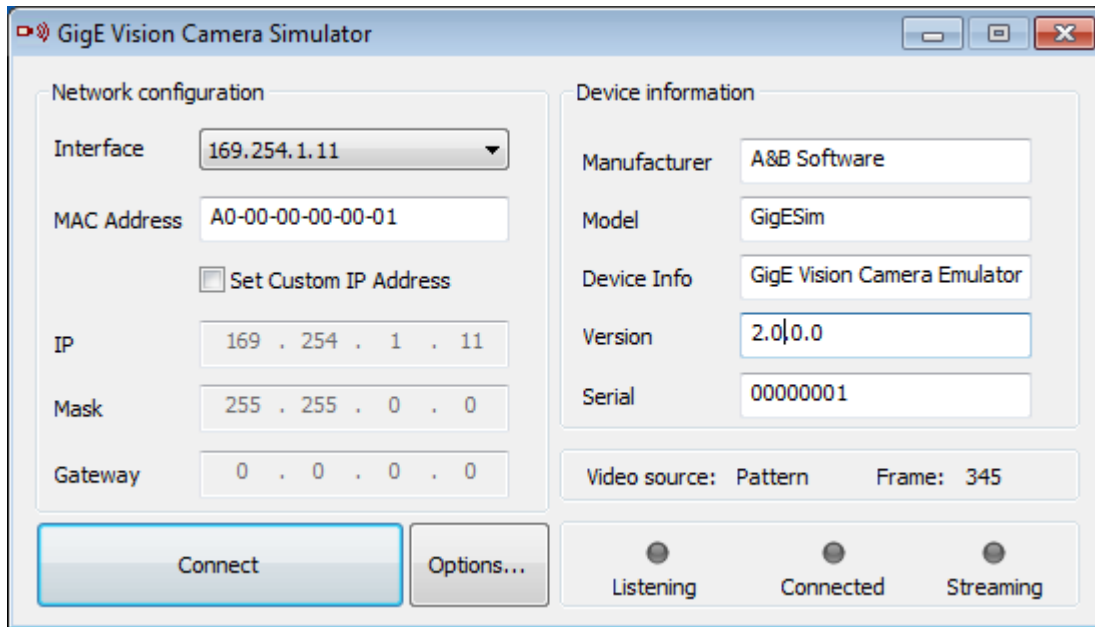 GigE Vision Camera Simulator
Network configuration
Interface 169.254.1.11
MAC Address A0-00-00-00-00-01
Set Custom IP Address
IP 169 . 254 . 1 . 11
Mask 255 . 255 . 0 . 0
Gateway 0 . 0 . 0 . 0
Connect Options...
Device information
Manufacturer A&B Software
Model GigESim
Device Info GigE Vision Camera Emulator
Version 2.0.0.0
Serial 00000001
Video source: Pattern Frame: 345
Listening Connected Streaming